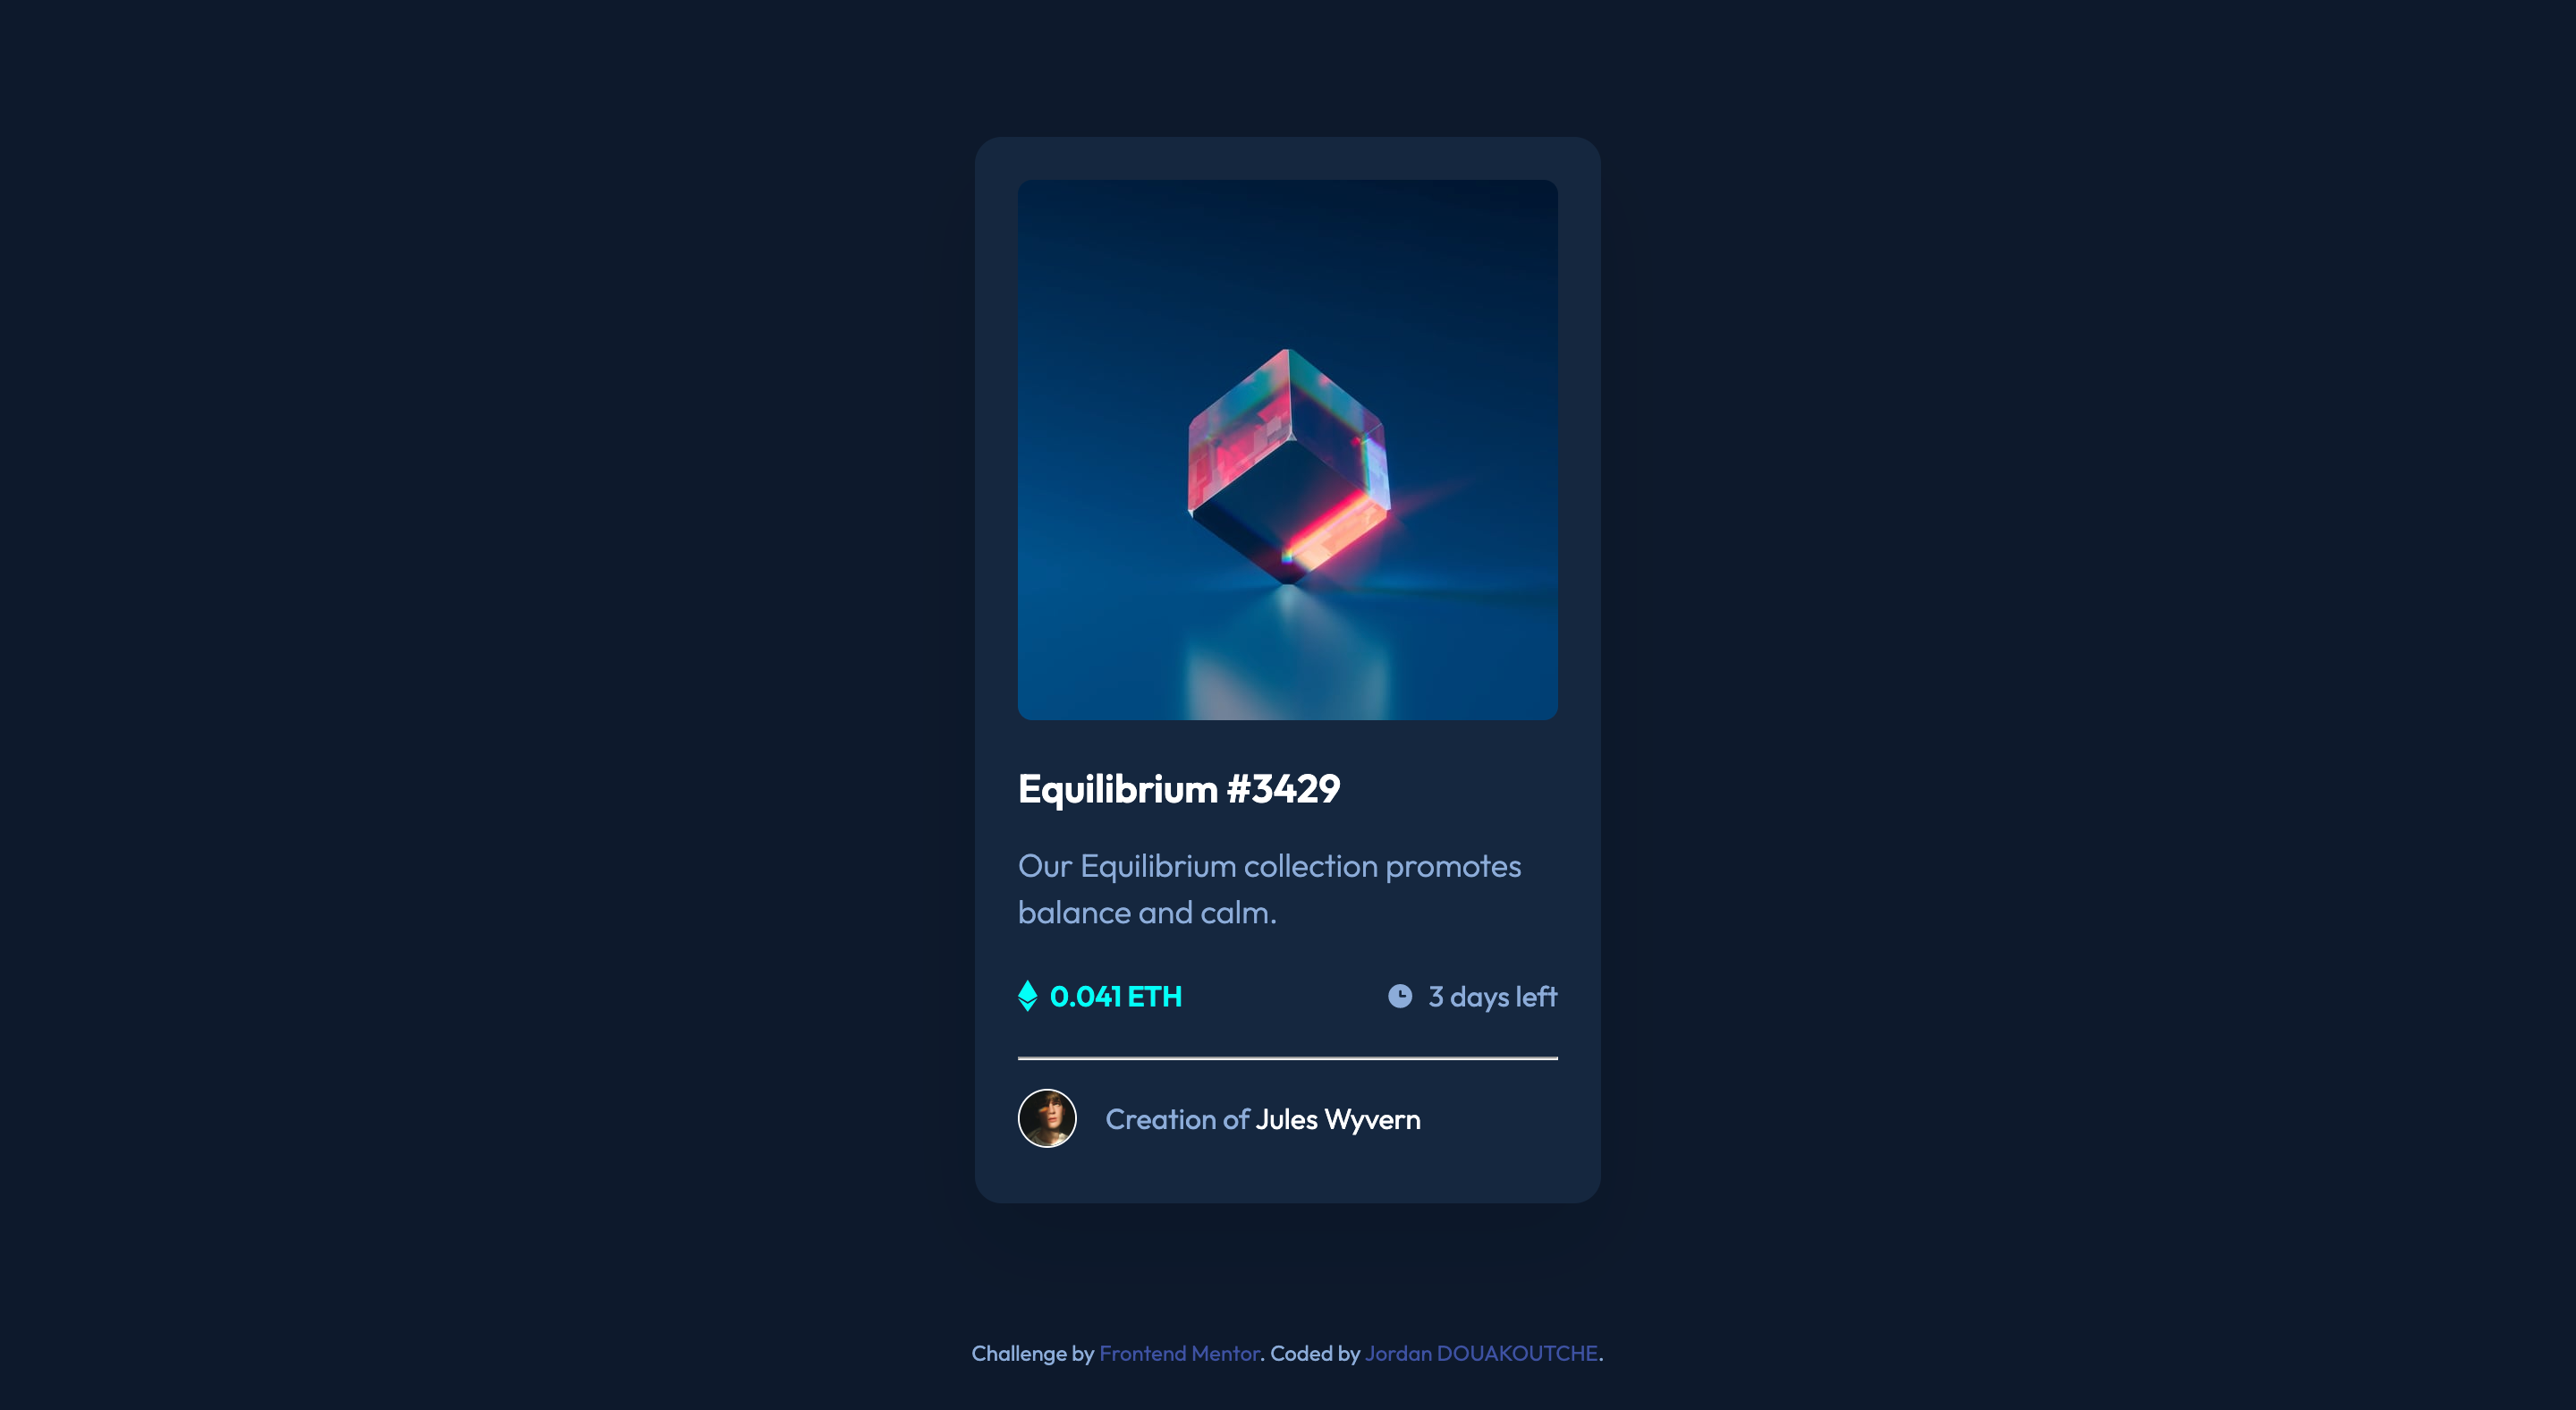 Equilibrium #3429
Our Equilibrium collection promotes
balance and calm.
0.041 ETH
3 days left
Creation of Jules Wyvern
Challenge by Frontend Mentor. Coded by Jordan DOUAKOUTCHE.